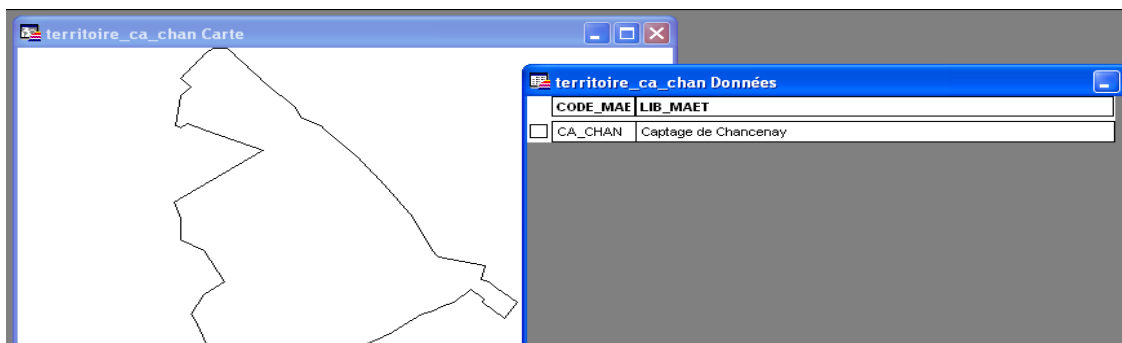 territoire_ca_chan Carte
territoire_ca_chan Données
CODE_MAE LIB_MAET
CA_CHAN Captage de Chancenay